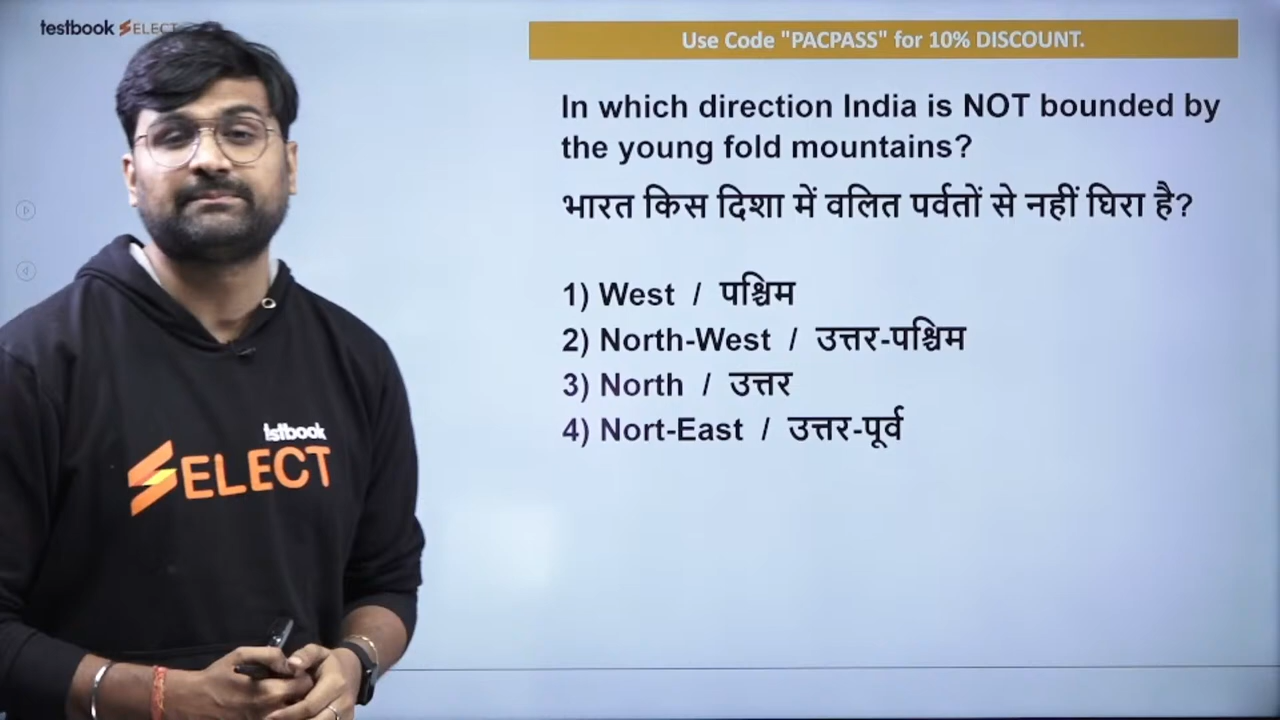 testbook SELECT
Use Code "PACPASS" for 10% DISCOUNT.
In which direction India is NOT bounded by
the young fold mountains?
भारत किस दिशा में वलित पर्वतों से नहीं घिरा है?
1) West / पश्चिम
2) North-West / उत्तर-पश्चिम
3) North / उत्तर
4) Nort-East / उत्तर-पूर्व
testbook
SELECT